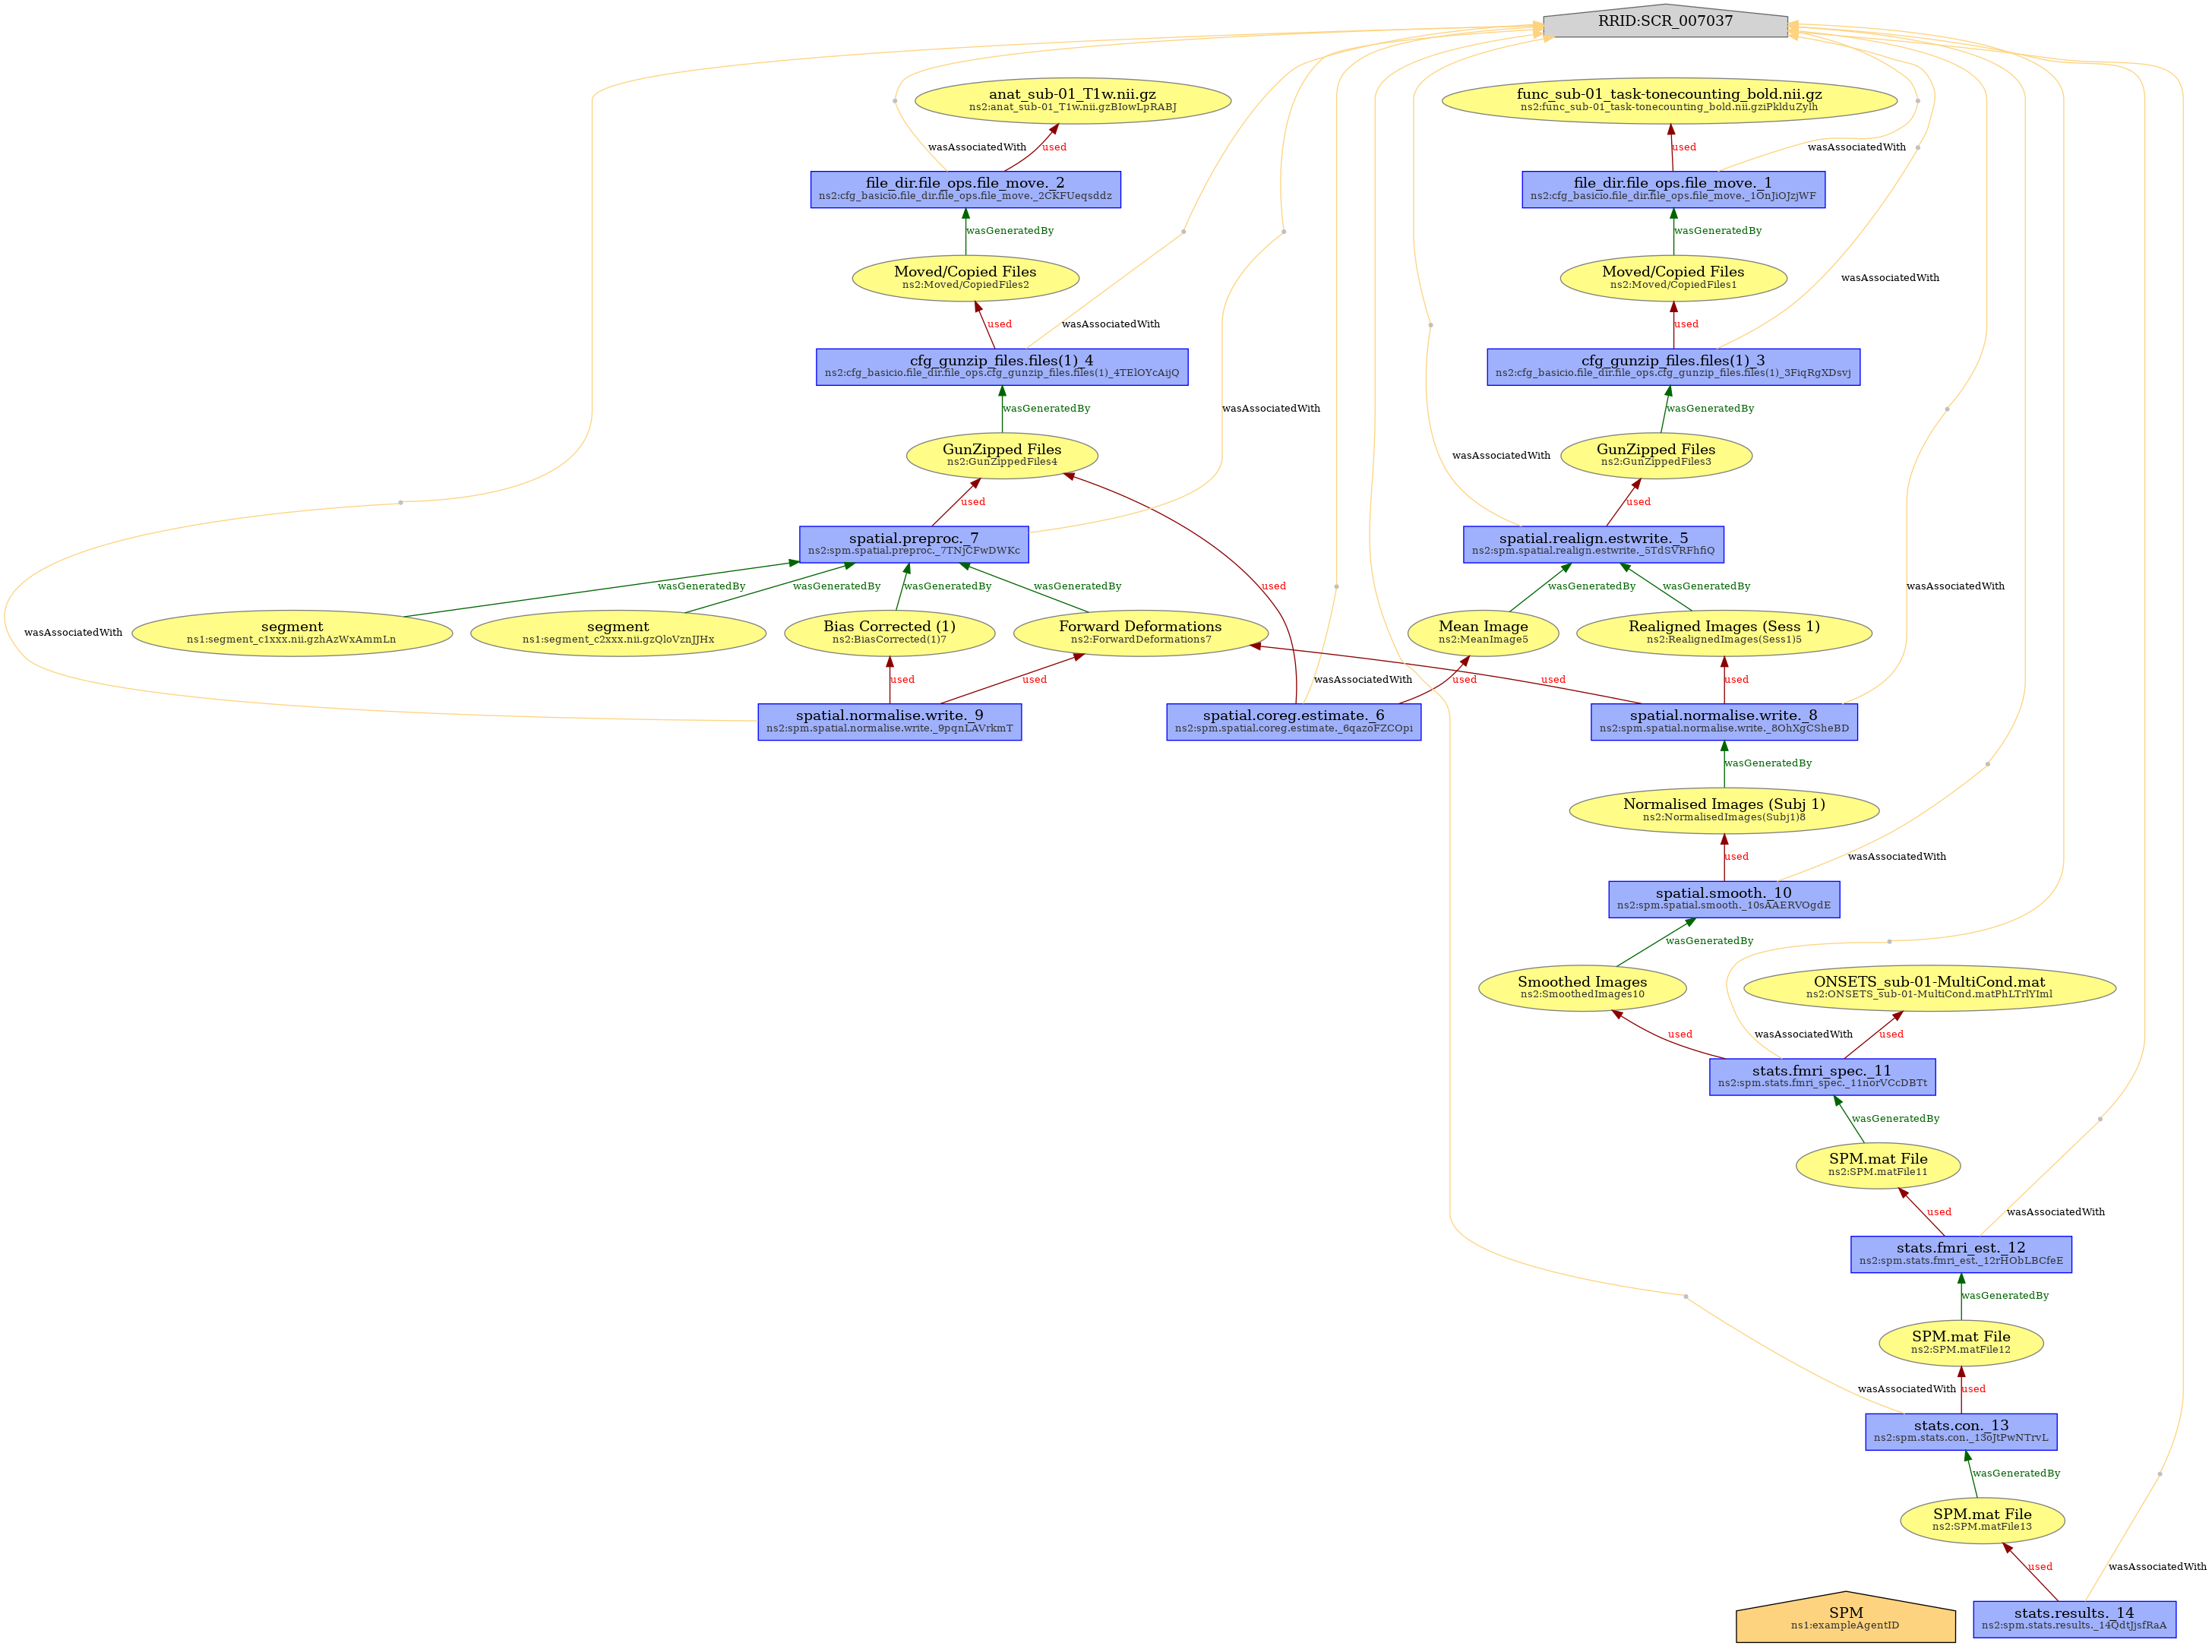 RRID:SCR_007037
anat_sub-01_T1w.nii.gz
ns2:anat_sub-01_T1w.nii.gzBIowLpRABJ
func_sub-01_task-tonecounting_bold.nii.gz
ns2:func_sub-01_task-tonecounting_bold.nii.gziPklduZylh
wasAssociatedWith
used
used
wasAssociatedWith
file_dir.file_ops.file_move._2
ns2:cfg_basicio.file_dir.file_ops.file_move._2CKFUeqsddz
file_dir.file_ops.file_move._1
ns2:cfg_basicio.file_dir.file_ops.file_move._1OnJiOJzjWF
wasGeneratedBy
wasGeneratedBy
Moved/Copied Files
ns2:Moved/CopiedFiles2
Moved/Copied Files
ns2:Moved/CopiedFiles1
wasAssociatedWith
used
wasAssociatedWith
used
cfg_gunzip_files.files(1)_4
ns2:cfg_basicio.file_dir.file_ops.cfg_gunzip_files.files(1)_4TElOYcAijQ
cfg_gunzip_files.files(1)_3
ns2:cfg_basicio.file_dir.file_ops.cfg_gunzip_files.files(1)_3FiqRgXDsvj
wasGeneratedBy
wasAssociatedWith
wasGeneratedBy
GunZipped Files
ns2:GunZippedFiles4
wasAssociatedWith
GunZipped Files
ns2:GunZippedFiles3
used
used
spatial.preproc._7
ns2:spm.spatial.preproc._7TNjCFwDWKc
spatial.realign.estwrite._5
ns2:spm.spatial.realign.estwrite._5TdSVRFhfiQ
wasGeneratedBy
wasGeneratedBy
wasGeneratedBy
wasGeneratedBy
used
wasGeneratedBy
wasGeneratedBy
wasAssociatedWith
wasAssociatedWith
segment
ns1:segment_c1xxx.nii.gzhAzWxAmmLn
segment
ns1:segment_c2xxx.nii.gzQloVznJJHx
Bias Corrected (1)
ns2:BiasCorrected(1)7
Forward Deformations
ns2:ForwardDeformations7
Mean Image
ns2:MeanImage5
Realigned Images (Sess 1)
ns2:RealignedImages(Sess1)5
used
used
wasAssociatedWith
used
used
used
spatial.normalise.write._9
ns2:spm.spatial.normalise.write._9pqnLAVrkmT
spatial.coreg.estimate._6
ns2:spm.spatial.coreg.estimate._6qazoFZCOpi
spatial.normalise.write._8
ns2:spm.spatial.normalise.write._8OhXgCSheBD
wasGeneratedBy
Normalised Images (Subj 1)
ns2:NormalisedImages(Subj1)8
used
wasAssociatedWith
spatial.smooth._10
ns2:spm.spatial.smooth._10sAAERVOgdE
wasGeneratedBy
Smoothed Images
ns2:SmoothedImages10
ONSETS_sub-01-MultiCond.mat
ns2:ONSETS_sub-01-MultiCond.matPhLTrlYIml
used
wasAssociatedWith
used
stats.fmri_spec._11
ns2:spm.stats.fmri_spec._11norVCcDBTt
wasGeneratedBy
SPM.mat File
ns2:SPM.matFile11
used
wasAssociatedWith
stats.fmri_est._12
ns2:spm.stats.fmri_est._12rHObLBCfeE
wasGeneratedBy
SPM.mat File
ns2:SPM.matFile12
wasAssociatedWith
used
stats.con._13
ns2:spm.stats.con._13oJtPwNTrvL
wasGeneratedBy
SPM.mat File
ns2:SPM.matFile13
used
wasAssociatedWith
SPM
ns1:exampleAgentID
stats.results._14
ns2:spm.stats.results._14QdtJjsfRaA